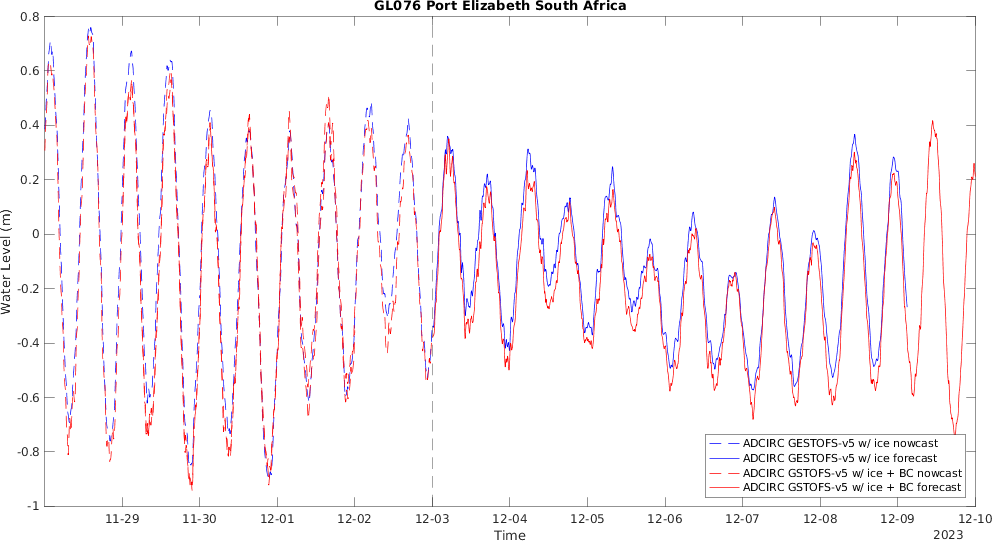 GL076 Port Elizabeth South Africa
0.8
0.6
0.4
0.2
0
-0.2
-0.4
-0.6
-0.8
-1
Water Level (m)
ADCIRC GESTOFS-v5 w/ ice nowcast
ADCIRC GESTOFS-v5 w/ ice forecast
ADCIRC GSTOFS-v5 w/ ice + BC nowcast
ADCIRC GSTOFS-v5 w/ ice + BC forecast
11-29 11-30 12-01 12-02 12-03 12-04 12-05 12-06 12-07 12-08 12-09 12-10
Time
2023